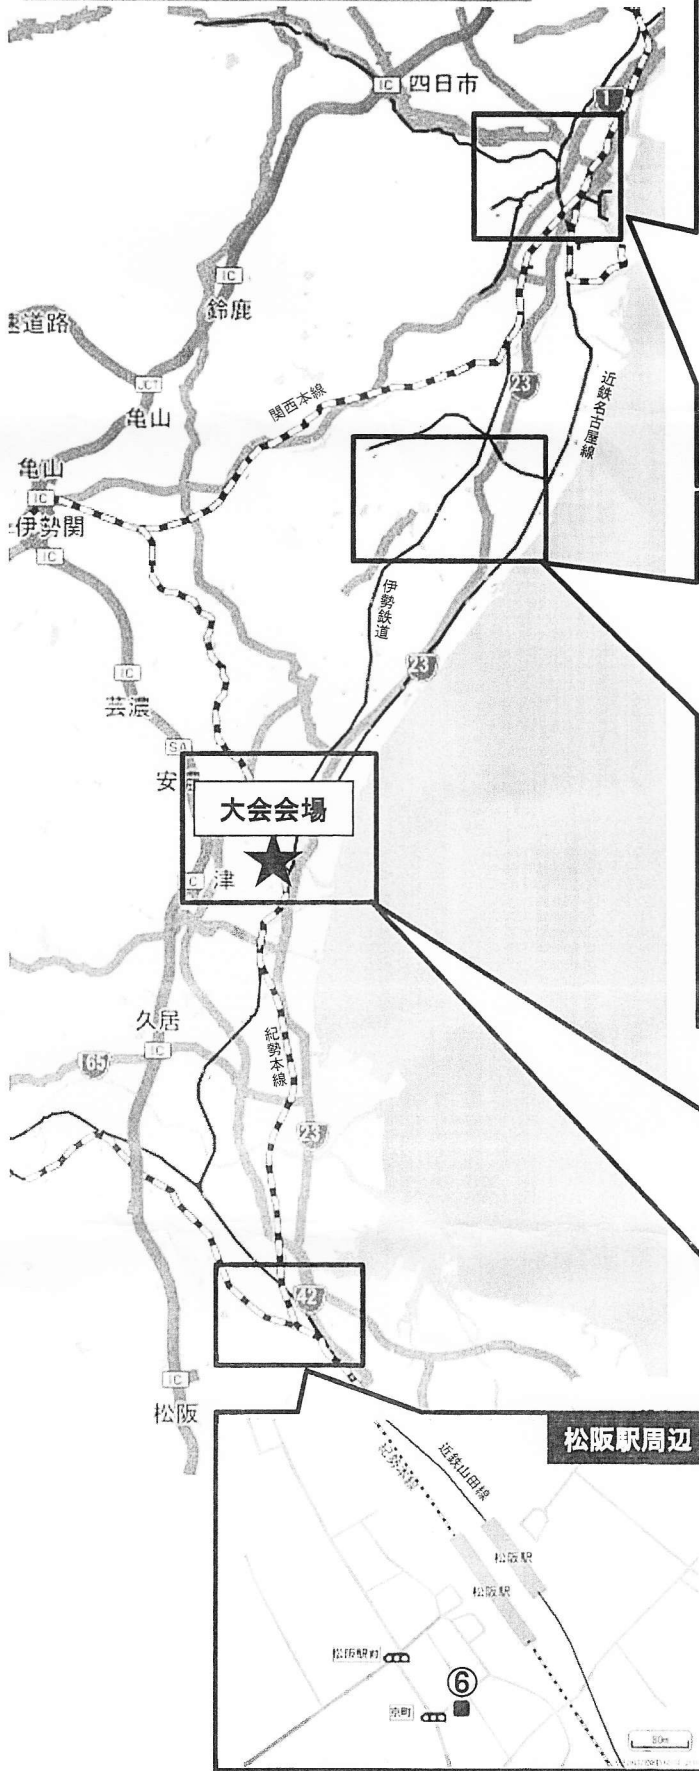 IC 四日市
1
IC
鈴鹿
速道路
JCT
亀山
関西本線
23
近鉄名古屋線
亀山
IC
伊勢関
IC
伊勢鉄道
23
IC
芸濃
SA
安
大会会場
津
久居
IC
165
紀勢本線
23
42
IC
松阪
松阪駅周辺
近鉄山田線
紀勢本線
松阪駅
松阪駅
松阪駅前
⑥
京町
80m